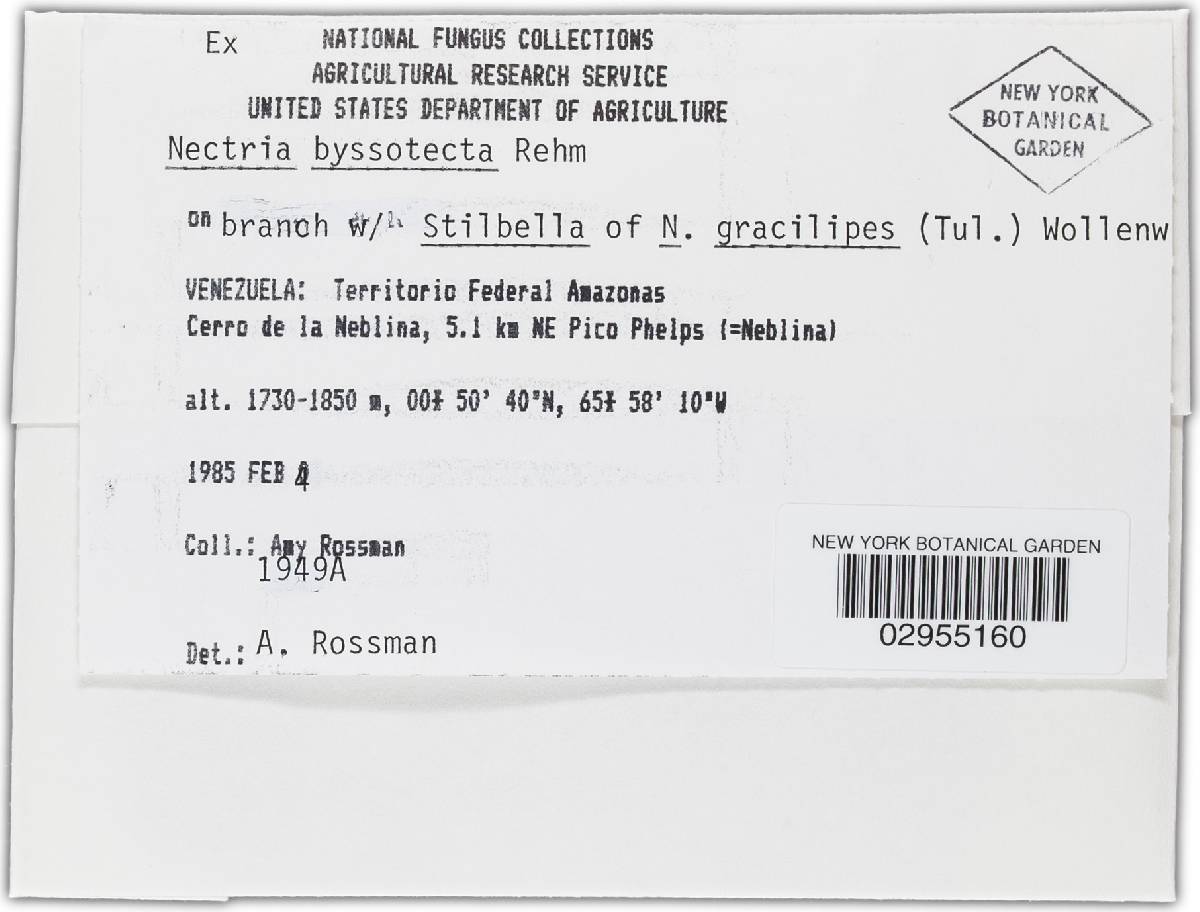 Ex NATIONAL FUNGUS COLLECTIONS
AGRICULTURAL RESEARCH SERVICE
UNITED STATES DEPARTMENT OF AGRICULTURE
NEW YORK
BOTANICAL
GARDEN
Nectria byssotecta Rehm
on branch w/ Stilbella of N. gracilipes (Tul.) Wollenw
VENEZUELA: Territorio Federal Amazonas
Cerro de la Neblina, 5.1 km NE Pico Phelps (=Neblina)
alt. 1730-1850 m, 00° 50' 40"N, 65° 58' 10"W
1985 FEB 4
Coll.: Amy Rossman
1949A
Det.: A. Rossman
NEW YORK BOTANICAL GARDEN
02955160